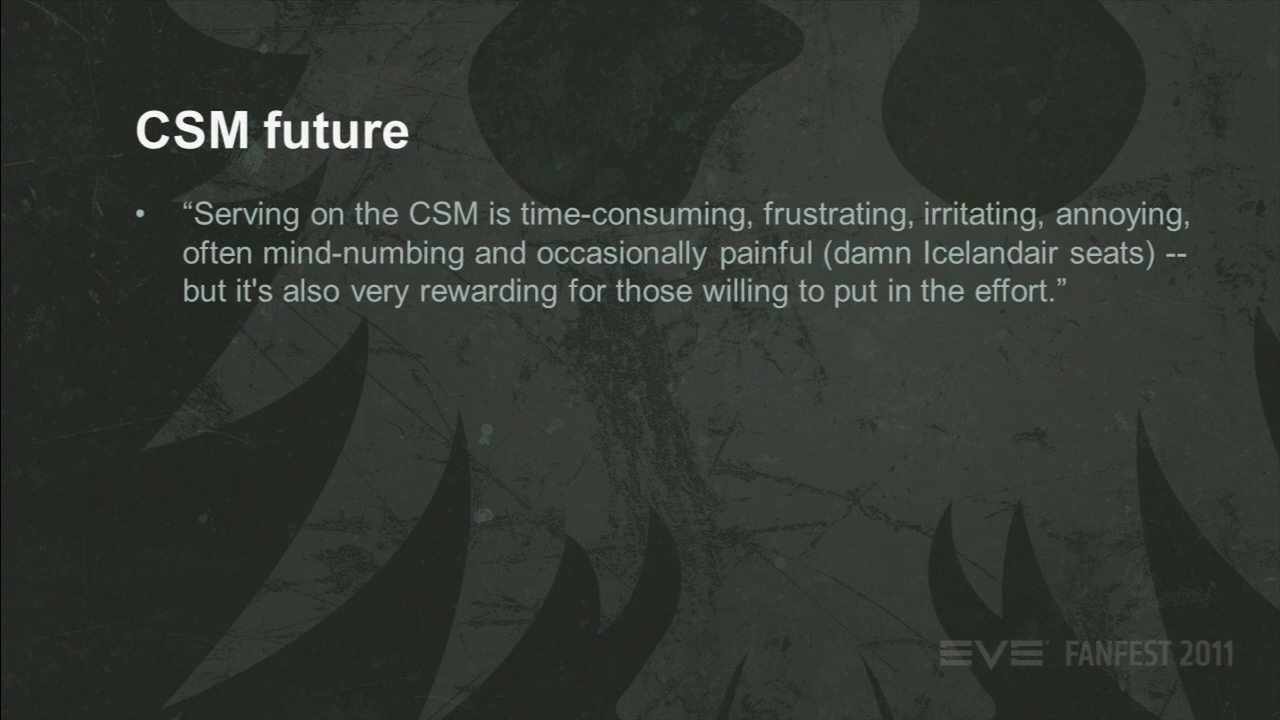 CSM future
• “Serving on the CSM is time-consuming, frustrating, irritating, annoying,
often mind-numbing and occasionally painful (damn Icelandair seats) --
but it's also very rewarding for those willing to put in the effort.”
EVE FANFEST 2011